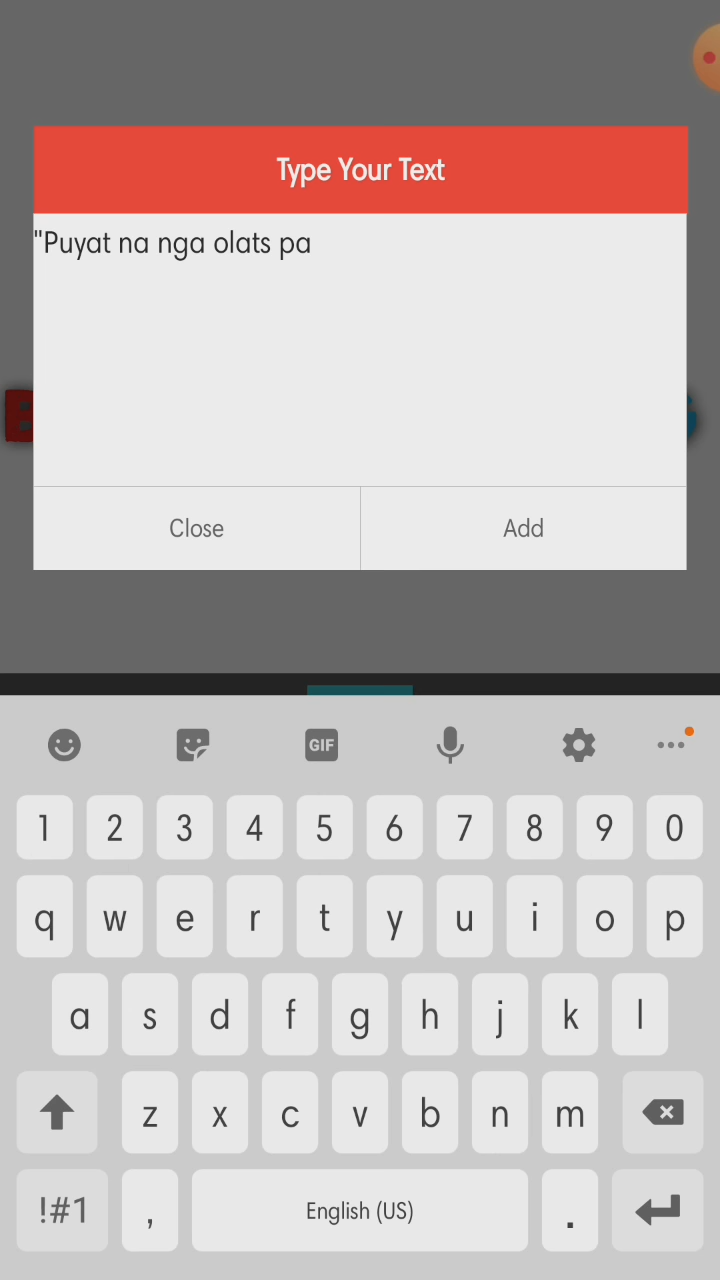 Type Your Text
"Puyat na nga olats pa
Close Add
GIF
1 2 3 4 5 6 7 8 9 0
q w e r t y u i o p
a s d f g h j k l
z x c v b n m
!#1 , English (US) .